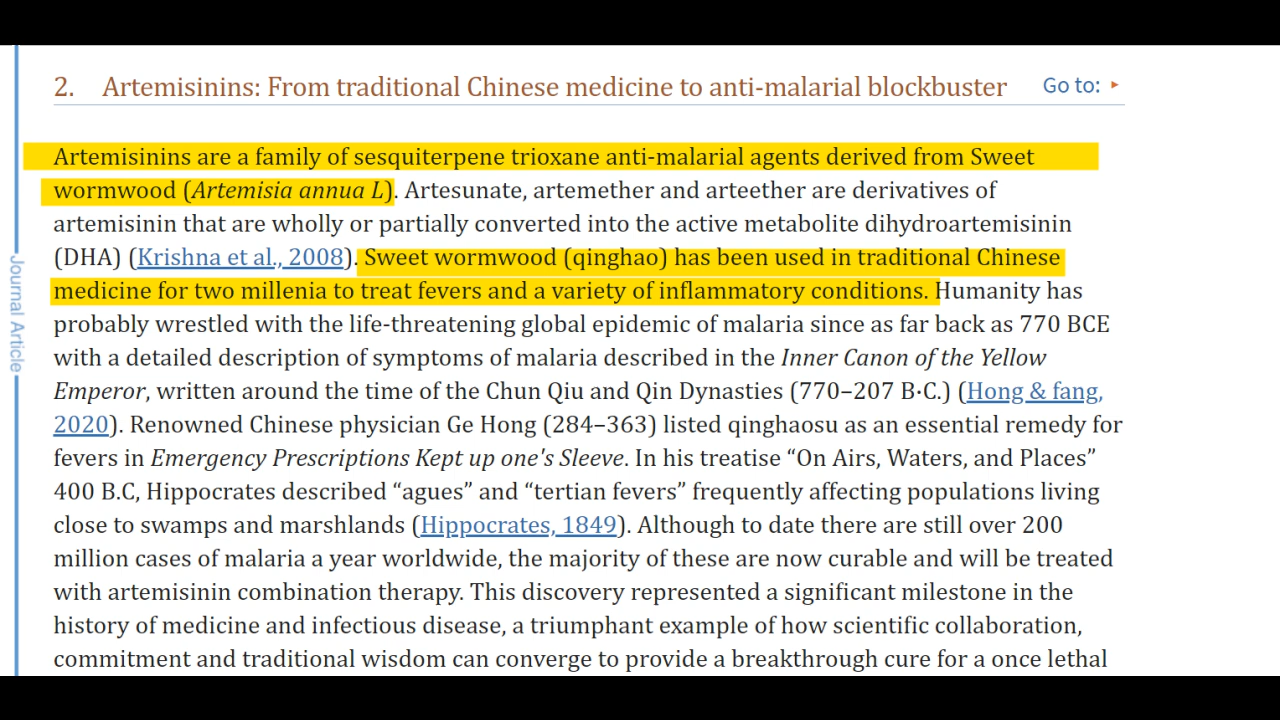 2. Artemisinins: From traditional Chinese medicine to anti-malarial blockbuster Go to: ▸
Artemisinins are a family of sesquiterpene trioxane anti-malarial agents derived from Sweet
wormwood (Artemisia annua L). Artesunate, artemether and arteether are derivatives of
artemisinin that are wholly or partially converted into the active metabolite dihydroartemisinin
(DHA) (Krishna et al., 2008). Sweet wormwood (qinghao) has been used in traditional Chinese
medicine for two millenia to treat fevers and a variety of inflammatory conditions. Humanity has
probably wrestled with the life-threatening global epidemic of malaria since as far back as 770 BCE
with a detailed description of symptoms of malaria described in the Inner Canon of the Yellow
Emperor, written around the time of the Chun Qiu and Qin Dynasties (770–207 B·C.) (Hong & fang,
2020). Renowned Chinese physician Ge Hong (284–363) listed qinghaosu as an essential remedy for
fevers in Emergency Prescriptions Kept up one's Sleeve. In his treatise “On Airs, Waters, and Places”
400 B.C, Hippocrates described “agues” and “tertian fevers” frequently affecting populations living
close to swamps and marshlands (Hippocrates, 1849). Although to date there are still over 200
million cases of malaria a year worldwide, the majority of these are now curable and will be treated
with artemisinin combination therapy. This discovery represented a significant milestone in the
history of medicine and infectious disease, a triumphant example of how scientific collaboration,
commitment and traditional wisdom can converge to provide a breakthrough cure for a once lethal
Journal Article